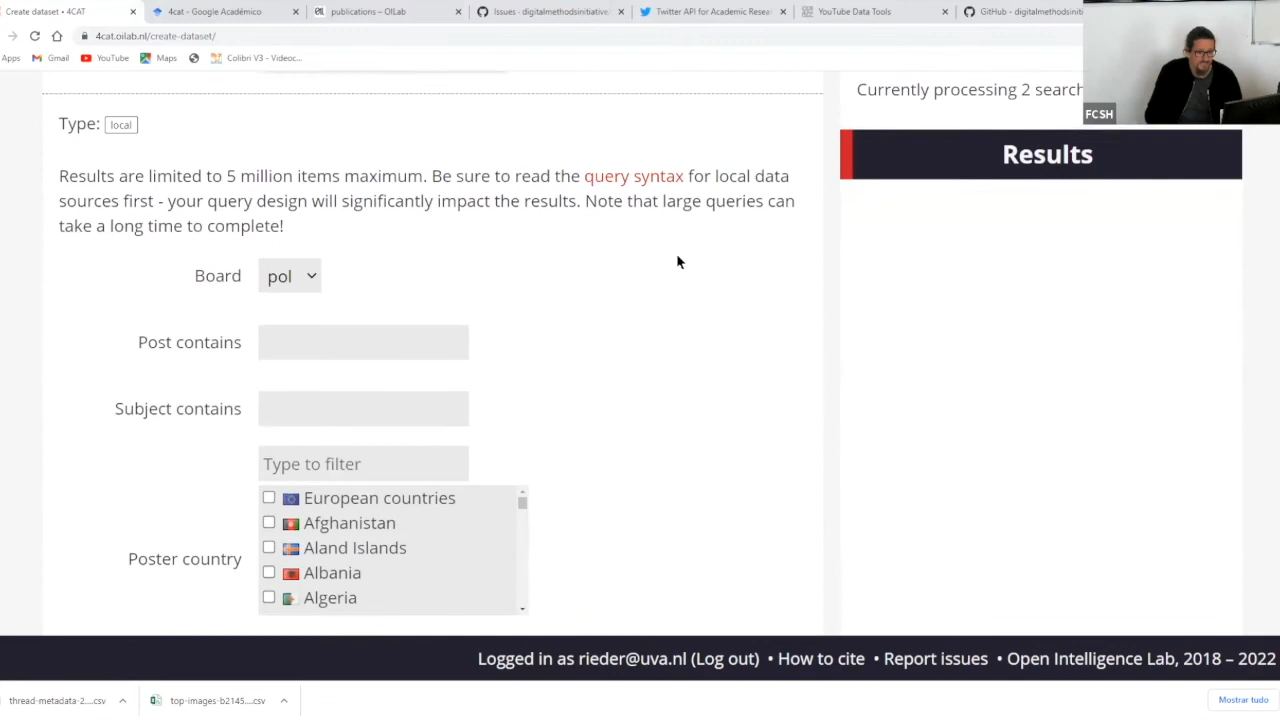 Create dataset • 4CAT
4cat - Google Académico
publications – OILab
Issues · digitalmethodsinitiative/
Twitter API for Academic Resea
YouTube Data Tools
GitHub - digitalmethodsiniti
4cat.oilab.nl/create-dataset/
Apps
Gmail
YouTube
Maps
Colibri V3 - Videoc...
Currently processing 2 search
FCSH
Type: local
Results
Results are limited to 5 million items maximum. Be sure to read the query syntax for local data
sources first - your query design will significantly impact the results. Note that large queries can
take a long time to complete!
Board
pol
Post contains
Subject contains
Type to filter
European countries
Afghanistan
Aland Islands
Albania
Algeria
Poster country
Logged in as rieder@uva.nl (Log out) • How to cite • Report issues • Open Intelligence Lab, 2018 – 2022
thread-metadata-2....csv
top-images-b2145....csv
Mostrar tudo